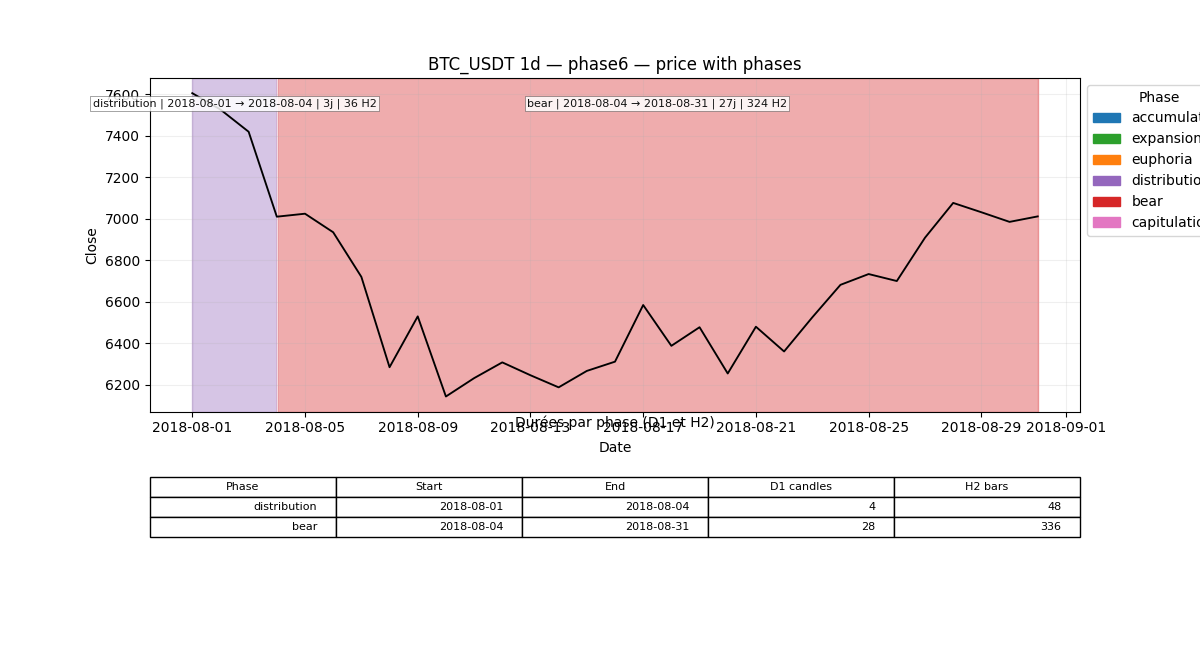 BTC_USDT 1d — phase6 — price with phases
distribution | 2018-08-01 → 2018-08-04 | 3j | 36 H2
bear | 2018-08-04 → 2018-08-31 | 27j | 324 H2
Close
7600
7400
7200
7000
6800
6600
6400
6200
Phase
accumulat
expansion
euphoria
distributio
bear
capitulatio
2018-08-01 2018-08-05 2018-08-09 2018-08-13 2018-08-17 2018-08-21 2018-08-25 2018-08-29 2018-09-01
Durées par phase (D1 et H2)
Date
Phase Start End D1 candles H2 bars
distribution 2018-08-01 2018-08-04 4 48
bear 2018-08-04 2018-08-31 28 336